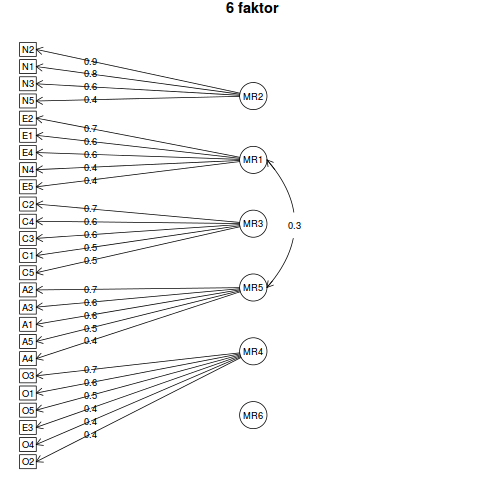 6 faktor
N2
N1
N3
N5
E2
E1
E4
N4
E5
C2
C4
C3
C1
C5
A2
A3
A1
A5
A4
O3
O1
O5
E3
O4
O2
0.9
0.8
0.6
0.4
0.7
0.6
0.6
0.4
0.4
0.7
0.6
0.6
0.5
0.5
0.7
0.6
0.6
0.5
0.4
0.7
0.6
0.5
0.4
0.4
0.4
MR2
MR1
MR3
MR5
MR4
MR6
0.3